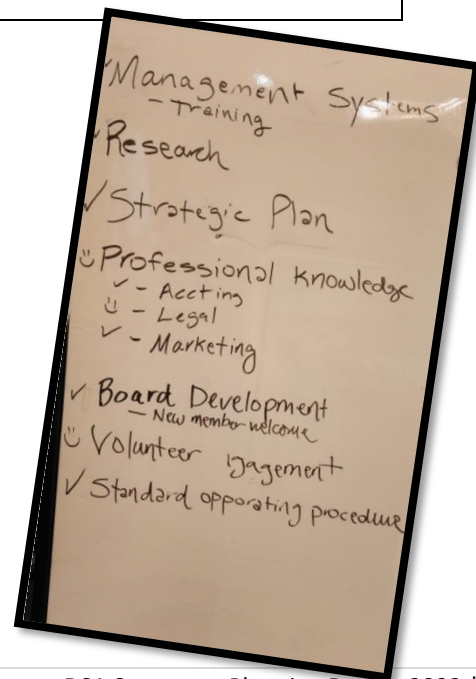 ✓Management Systems
- Training
✓Research
✓Strategic Plan
Professional Knowledge
✓ - Accting
- Legal
✓ - Marketing
✓ Board Development
- New member welcome
Volunteer ngagement
✓ Standard opporating procedure